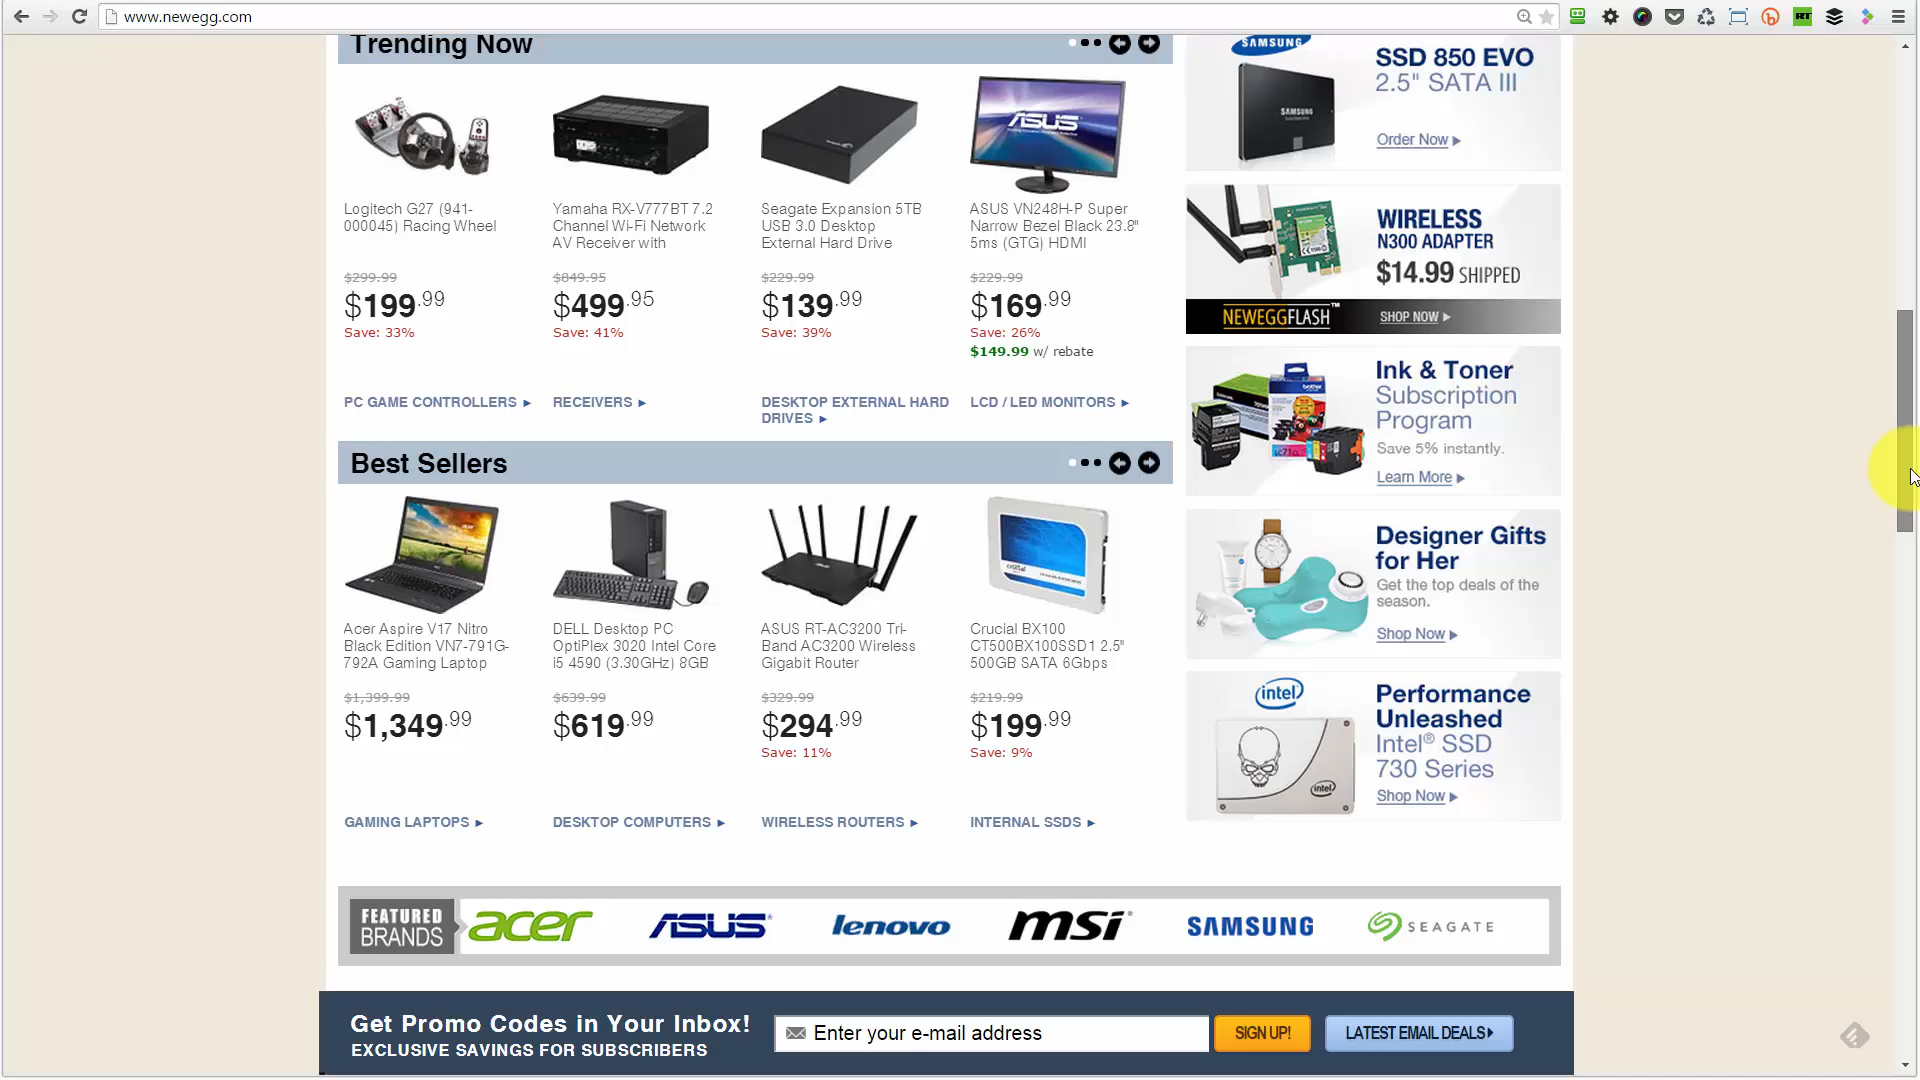 www.newegg.com
Trending Now
Logitech G27 (941-
000045) Racing Wheel
$299.99
$199.99
Save: 33%
PC GAME CONTROLLERS ►
Yamaha RX-V777BT 7.2
Channel Wi-Fi Network
AV Receiver with
$849.95
$499.95
Save: 41%
RECEIVERS ►
Seagate Expansion 5TB
USB 3.0 Desktop
External Hard Drive
$229.99
$139.99
Save: 39%
DESKTOP EXTERNAL HARD
DRIVES ►
ASUS
ASUS VN248H-P Super
Narrow Bezel Black 23.8"
5ms (GTG) HDMI
$229.99
$169.99
Save: 26%
$149.99 w/ rebate
LCD / LED MONITORS ►
Best Sellers
Acer Aspire V17 Nitro
Black Edition VN7-791G-
792A Gaming Laptop
$1,399.99
$1,349.99
GAMING LAPTOPS ►
DELL Desktop PC
OptiPlex 3020 Intel Core
i5 4590 (3.30GHz) 8GB
$639.99
$619.99
DESKTOP COMPUTERS ►
ASUS RT-AC3200 Tri-
Band AC3200 Wireless
Gigabit Router
$329.99
$294.99
Save: 11%
WIRELESS ROUTERS ►
crucial
Crucial BX100
CT500BX100SSD1 2.5"
500GB SATA 6Gbps
$219.99
$199.99
Save: 9%
INTERNAL SSDS ►
SAMSUNG
SAMSUNG
SSD 850 EVO
2.5" SATA III
Order Now ►
WIRELESS
N300 ADAPTER
$14.99 SHIPPED
NEWEGGFLASH™
SHOP NOW ►
brother
LC71
Ink & Toner
Subscription
Program
Save 5% instantly.
Learn More ►
Designer Gifts
for Her
Get the top deals of the
season.
Shop Now ►
intel
intel
Performance
Unleashed
Intel® SSD
730 Series
Shop Now ►
FEATURED
BRANDS
acer
ASUS
lenovo
msi
SAMSUNG
SEAGATE
Get Promo Codes in Your Inbox!
EXCLUSIVE SAVINGS FOR SUBSCRIBERS
Enter your e-mail address
SIGN UP!
LATEST EMAIL DEALS
RT